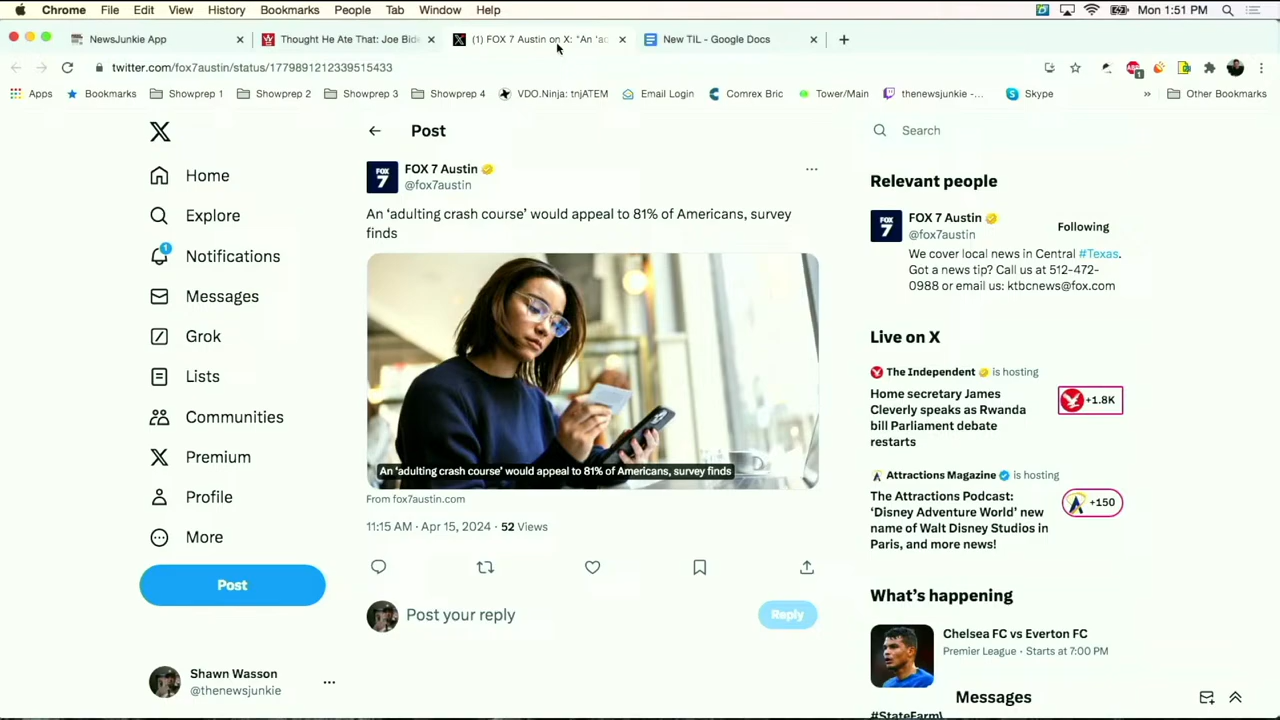 Chrome File Edit View History Bookmarks People Tab Window Help Mon 1:51 PM
NewsJunkie App Thought He Ate That: Joe Bid (1) FOX 7 Austin on X: "An 'a New TIL - Google Docs
twitter.com/fox7austin/status/1779891212339515433
Apps Bookmarks Showprep 1 Showprep 2 Showprep 3 Showprep 4 VDO.Ninja: tnjATEM Email Login Comrex Bric Tower/Main thenewsjunkie -... Skype » Other Bookmarks
Home
Explore
1
Notifications
Messages
Grok
Lists
Communities
Premium
Profile
More
Post
Shawn Wasson
@thenewsjunkie
Post
FOX 7 Austin
@fox7austin
An ‘adulting crash course’ would appeal to 81% of Americans, survey
finds
FOX
7
An ‘adulting crash course’ would appeal to 81% of Americans, survey finds
From fox7austin.com
11:15 AM · Apr 15, 2024 · 52 Views
Post your reply
Reply
Search
Relevant people
FOX
7
FOX 7 Austin
@fox7austin
Following
We cover local news in Central #Texas.
Got a news tip? Call us at 512-472-
0988 or email us: ktbcnews@fox.com
Live on X
The Independent is hosting
Home secretary James
Cleverly speaks as Rwanda
bill Parliament debate
restarts
+1.8K
Attractions Magazine is hosting
The Attractions Podcast:
‘Disney Adventure World’ new
name of Walt Disney Studios in
Paris, and more news!
+150
What’s happening
Chelsea FC vs Everton FC
Premier League · Starts at 7:00 PM
Messages
#StateFarm